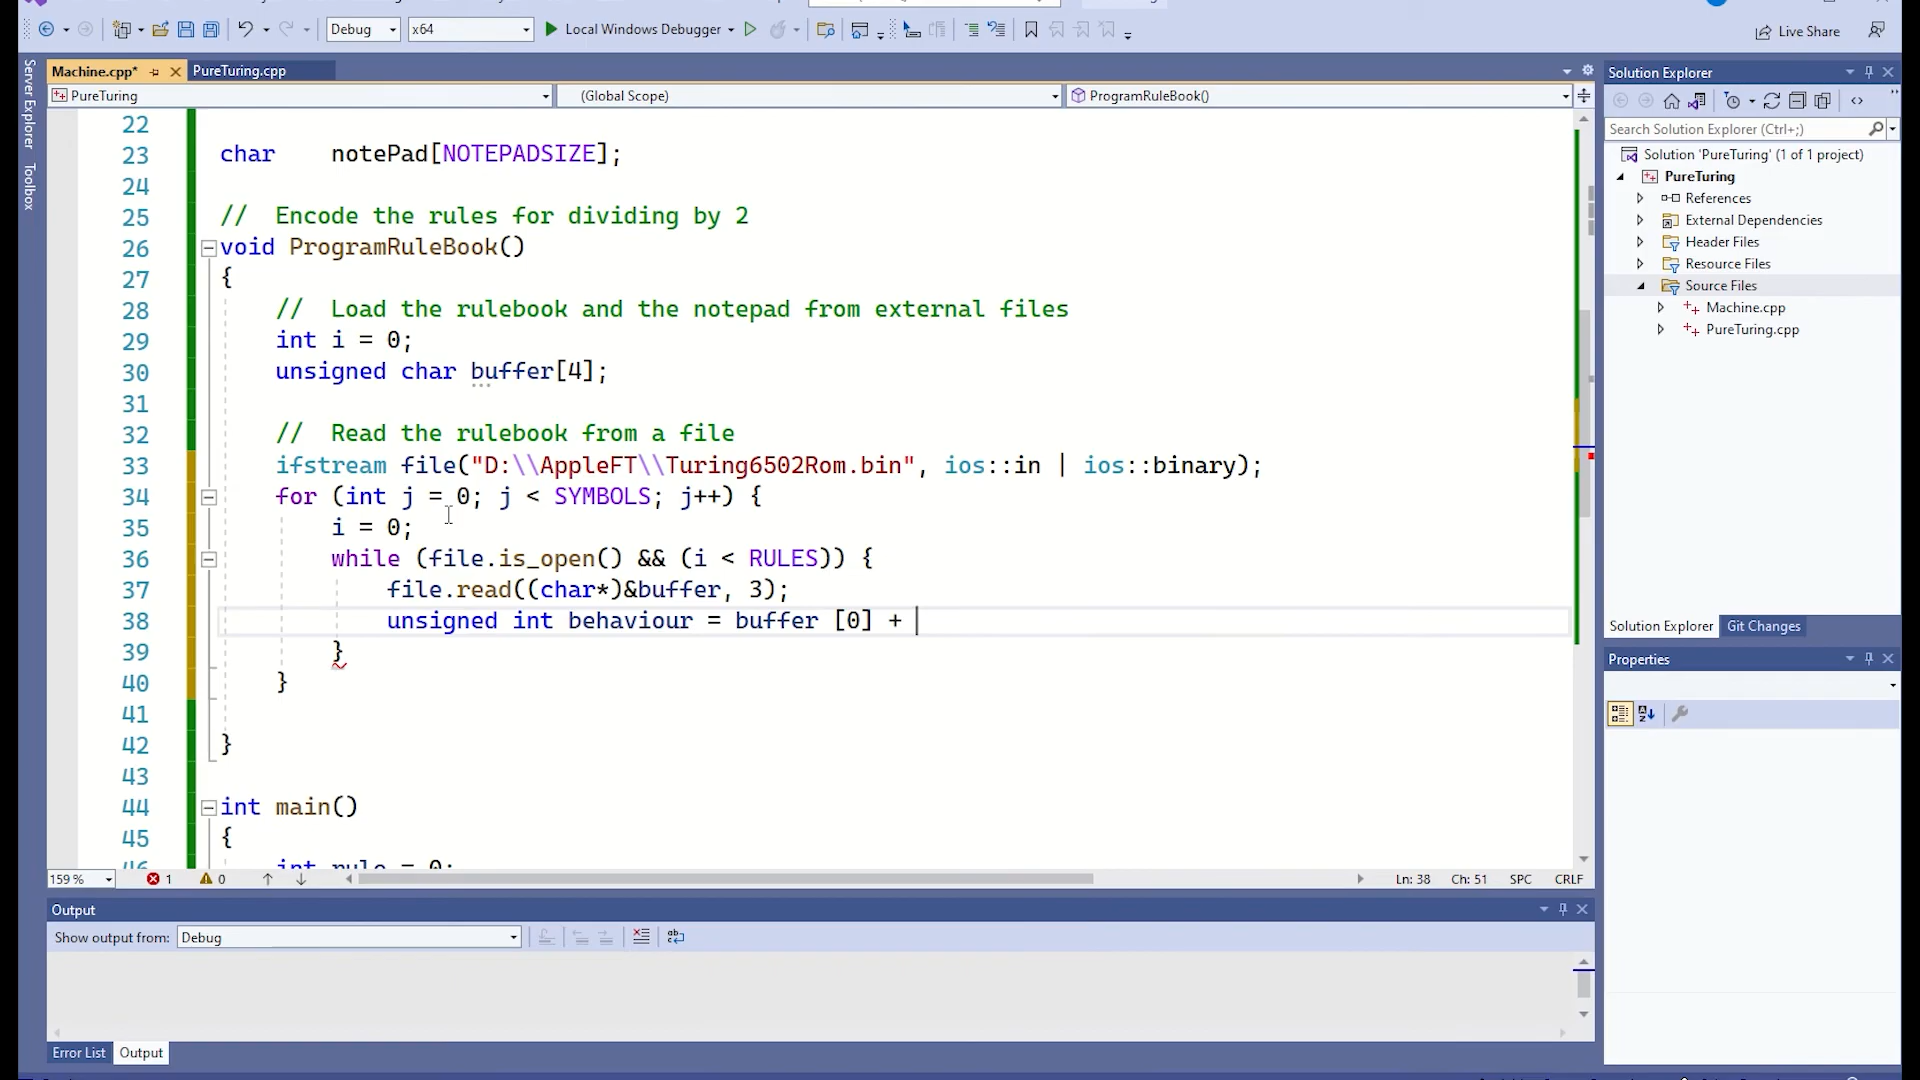 Debug
x64
Local Windows Debugger
Live Share
Server Explorer
Toolbox
Machine.cpp*
PureTuring.cpp
PureTuring
(Global Scope)
ProgramRuleBook()
22
23 char    notePad[NOTEPADSIZE];
24
25 //  Encode the rules for dividing by 2
26 void ProgramRuleBook()
27 {
28     //  Load the rulebook and the notepad from external files
29     int i = 0;
30     unsigned char buffer[4];
31
32     //  Read the rulebook from a file
33     ifstream file("D:\\AppleFT\\Turing6502Rom.bin", ios::in | ios::binary);
34     for (int j = 0; j < SYMBOLS; j++) {
35         i = 0;
36         while (file.is_open() && (i < RULES)) {
37             file.read((char*)&buffer, 3);
38             unsigned int behaviour = buffer [0] +
39         }
40     }
41
42 }
43
44 int main()
45 {
46     int rule = 0;
159 %
1
0
Ln: 38
Ch: 51
SPC
CRLF
Output
Show output from:
Debug
Error List
Output
Solution Explorer
Search Solution Explorer (Ctrl+;)
Solution 'PureTuring' (1 of 1 project)
PureTuring
References
External Dependencies
Header Files
Resource Files
Source Files
Machine.cpp
PureTuring.cpp
Solution Explorer
Git Changes
Properties